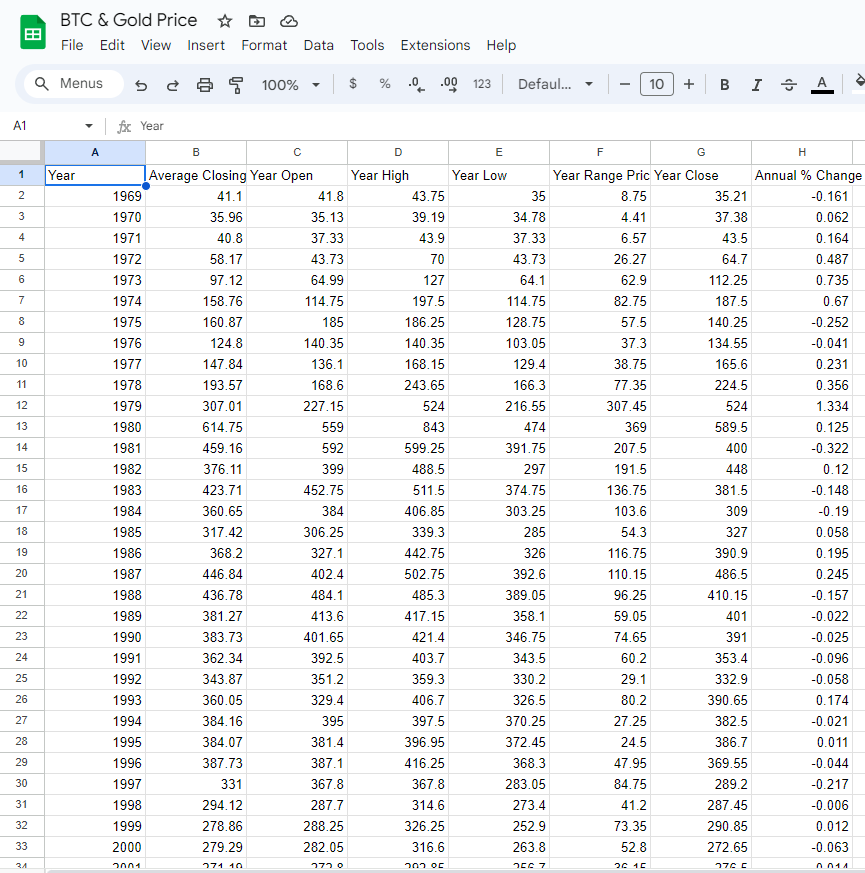 BTC & Gold Price
File Edit View Insert Format Data Tools Extensions Help
Menus 100% $ % .0 .00 123 Defaul... − 10 + B I A
A1 fx Year
A B C D E F G H
1 Year Average Closing Year Open Year High Year Low Year Range Pric Year Close Annual % Change
2 1969 41.1 41.8 43.75 35 8.75 35.21 -0.161
3 1970 35.96 35.13 39.19 34.78 4.41 37.38 0.062
4 1971 40.8 37.33 43.9 37.33 6.57 43.5 0.164
5 1972 58.17 43.73 70 43.73 26.27 64.7 0.487
6 1973 97.12 64.99 127 64.1 62.9 112.25 0.735
7 1974 158.76 114.75 197.5 114.75 82.75 187.5 0.67
8 1975 160.87 185 186.25 128.75 57.5 140.25 -0.252
9 1976 124.8 140.35 140.35 103.05 37.3 134.55 -0.041
10 1977 147.84 136.1 168.15 129.4 38.75 165.6 0.231
11 1978 193.57 168.6 243.65 166.3 77.35 224.5 0.356
12 1979 307.01 227.15 524 216.55 307.45 524 1.334
13 1980 614.75 559 843 474 369 589.5 0.125
14 1981 459.16 592 599.25 391.75 207.5 400 -0.322
15 1982 376.11 399 488.5 297 191.5 448 0.12
16 1983 423.71 452.75 511.5 374.75 136.75 381.5 -0.148
17 1984 360.65 384 406.85 303.25 103.6 309 -0.19
18 1985 317.42 306.25 339.3 285 54.3 327 0.058
19 1986 368.2 327.1 442.75 326 116.75 390.9 0.195
20 1987 446.84 402.4 502.75 392.6 110.15 486.5 0.245
21 1988 436.78 484.1 485.3 389.05 96.25 410.15 -0.157
22 1989 381.27 413.6 417.15 358.1 59.05 401 -0.022
23 1990 383.73 401.65 421.4 346.75 74.65 391 -0.025
24 1991 362.34 392.5 403.7 343.5 60.2 353.4 -0.096
25 1992 343.87 351.2 359.3 330.2 29.1 332.9 -0.058
26 1993 360.05 329.4 406.7 326.5 80.2 390.65 0.174
27 1994 384.16 395 397.5 370.25 27.25 382.5 -0.021
28 1995 384.07 381.4 396.95 372.45 24.5 386.7 0.011
29 1996 387.73 387.1 416.25 368.3 47.95 369.55 -0.044
30 1997 331 367.8 367.8 283.05 84.75 289.2 -0.217
31 1998 294.12 287.7 314.6 273.4 41.2 287.45 -0.006
32 1999 278.86 288.25 326.25 252.9 73.35 290.85 0.012
33 2000 279.29 282.05 316.6 263.8 52.8 272.65 -0.063
34 2001 271.19 272.8 292.85 256.7 36.15 276.5 0.014